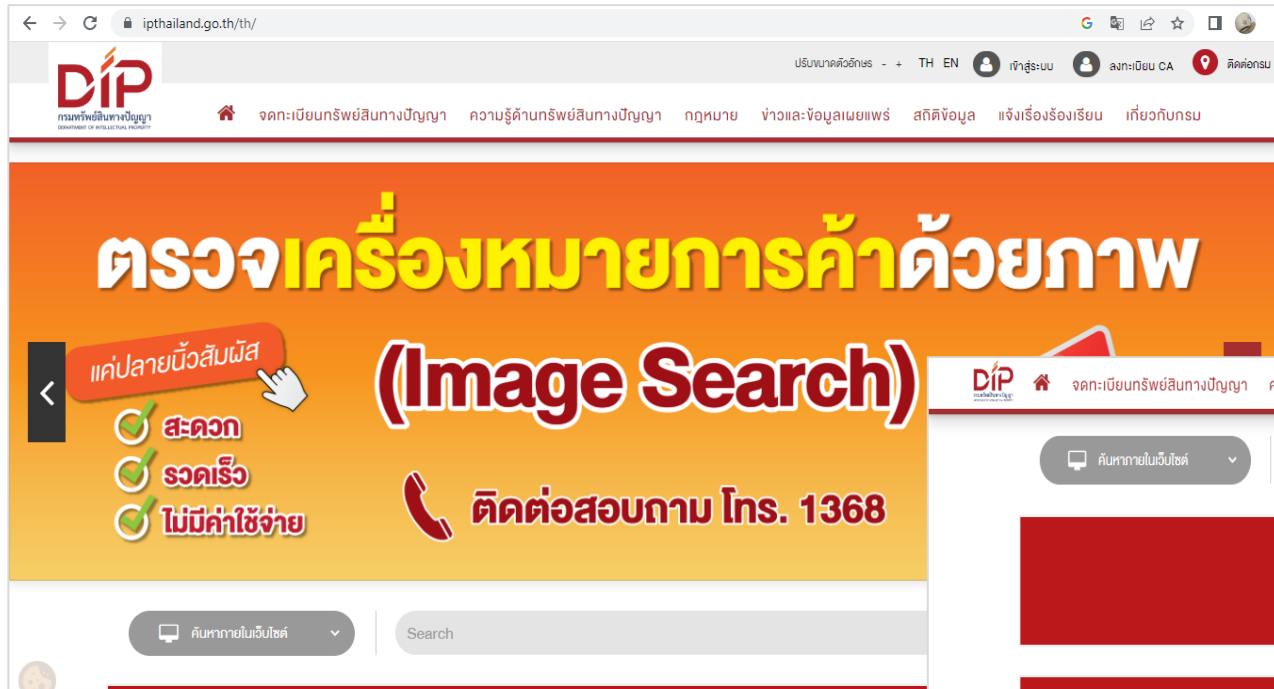 ipthailand.go.th/th/
ปรับขนาดตัวอักษร - + TH EN เข้าสู่ระบบ ลงทะเบียน CA ติดต่อกรม
DIP
กรมทรัพย์สินทางปัญญา
DEPARTMENT OF INTELLECTUAL PROPERTY
จดทะเบียนทรัพย์สินทางปัญญา ความรู้ด้านทรัพย์สินทางปัญญา กฎหมาย ข่าวและข้อมูลเผยแพร่ สถิติข้อมูล แจ้งเรื่องร้องเรียน เกี่ยวกับกรม
ตรวจเครื่องหมายการค้าด้วยภาพ
(Image Search)
แค่ปลายนิ้วสัมผัส
สะดวก
รวดเร็ว
ไม่มีค่าใช้จ่าย
ติดต่อสอบถาม โทร. 1368
ค้นหาภายในเว็บไซต์ Search
DIP จดทะเบียนทรัพย์สินทางปัญญา
ค้นหาภายในเว็บไซต์